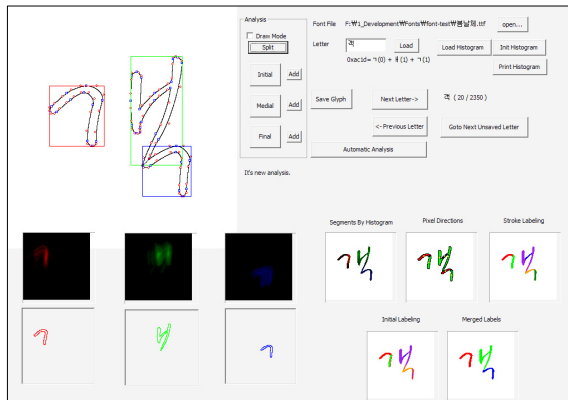 Analysis
Draw Mode
Split
Initial
Add
Medial
Add
Final
Add
It's new analysis.
Font File
F:₩1_Development₩Fonts₩font-test₩봄날체.ttf
open...
Letter
객
Load
Load Histogram
Init Histogram
0xac1d= ㄱ(0) + ㅐ(1) + ㄱ(1)
Print Histogram
Save Glyph
Next Letter->
객 ( 20 / 2350 )
<- Previous Letter
Goto Next Unsaved Letter
Automatic Analysis
Segments By Histogram
Pixel Directions
Stroke Labeling
Initial Labeling
Merged Labels